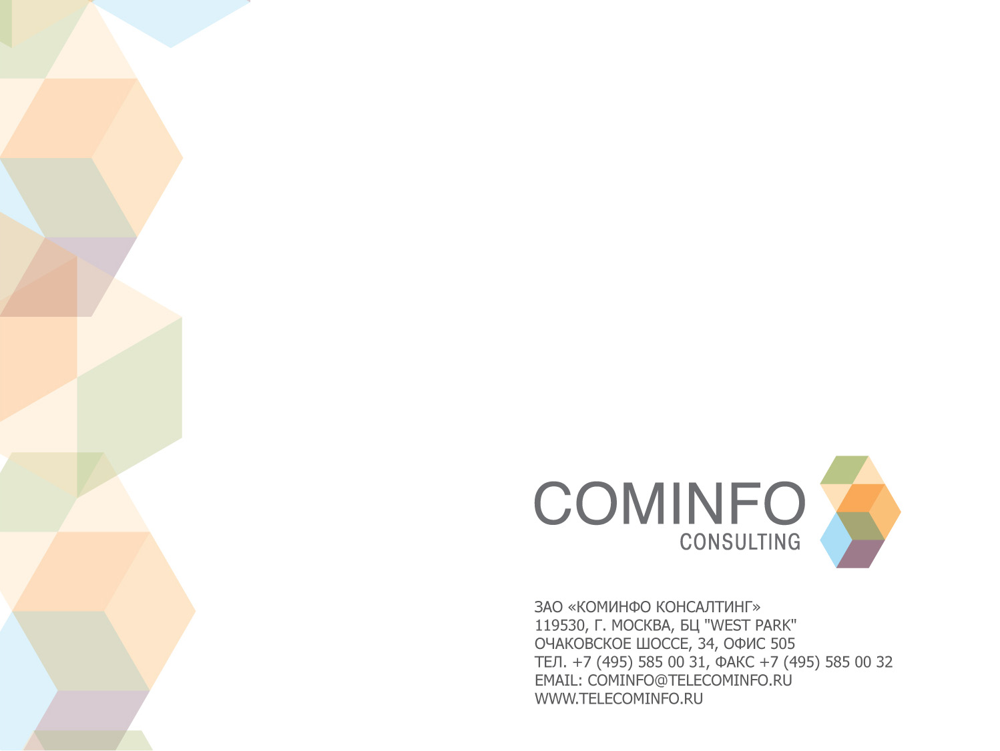 COMINFO
CONSULTING
ЗАО «КОМИНФО КОНСАЛТИНГ»
119530, Г. МОСКВА, БЦ "WEST PARK"
ОЧАКОВСКОЕ ШОССЕ, 34, ОФИС 505
ТЕЛ. +7 (495) 585 00 31, ФАКС +7 (495) 585 00 32
EMAIL: COMINFO@TELECOMINFO.RU
WWW.TELECOMINFO.RU